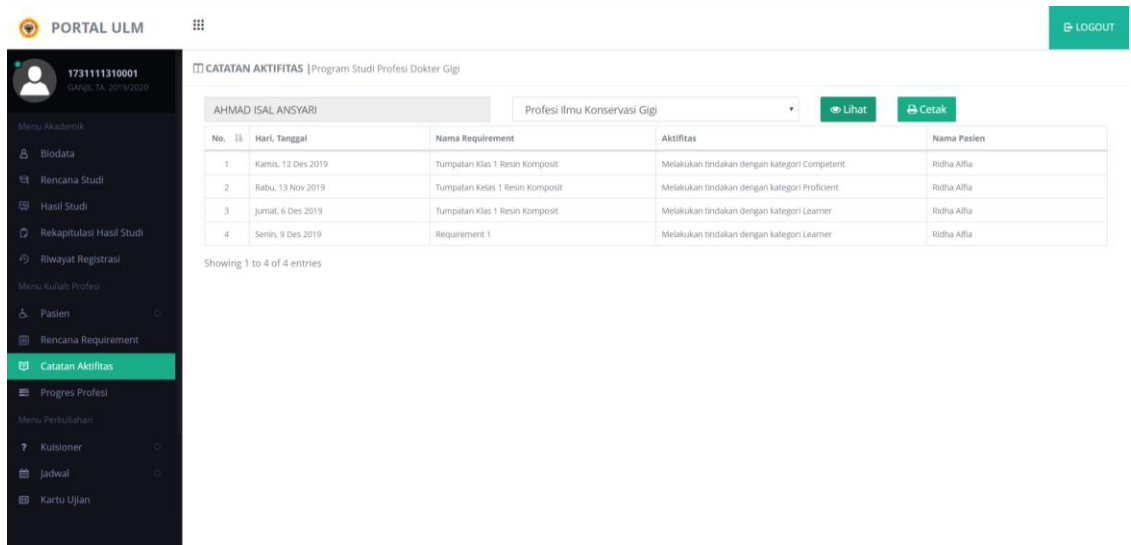 PORTAL ULM
LOGOUT
1731111310001
GANJIL TA. 2019/2020
CATATAN AKTIFITAS | Program Studi Profesi Dokter Gigi
AHMAD ISAL ANSYARI
Profesi Ilmu Konservasi Gigi
Lihat
Cetak
No. Hari, Tanggal Nama Requirement Aktifitas Nama Pasien
1 Kamis, 12 Des 2019 Tumpatan Klas 1 Resin Komposit Melakukan tindakan dengan kategori Competent Ridha Alfia
2 Rabu, 13 Nov 2019 Tumpatan Kelas 1 Resin Komposit Melakukan tindakan dengan kategori Proficient Ridha Alfia
3 Jumat, 6 Des 2019 Tumpatan Klas 1 Resin Komposit Melakukan tindakan dengan kategori Learner Ridha Alfia
4 Senin, 9 Des 2019 Requirement 1 Melakukan tindakan dengan kategori Learner Ridha Alfia
Showing 1 to 4 of 4 entries
Menu Akademik
Biodata
Rencana Studi
Hasil Studi
Rekapitulasi Hasil Studi
Riwayat Registrasi
Menu Kuliah Profesi
Pasien
Rencana Requirement
Catatan Aktifitas
Progres Profesi
Menu Perkuliahan
Kuisioner
Jadwal
Kartu Ujian